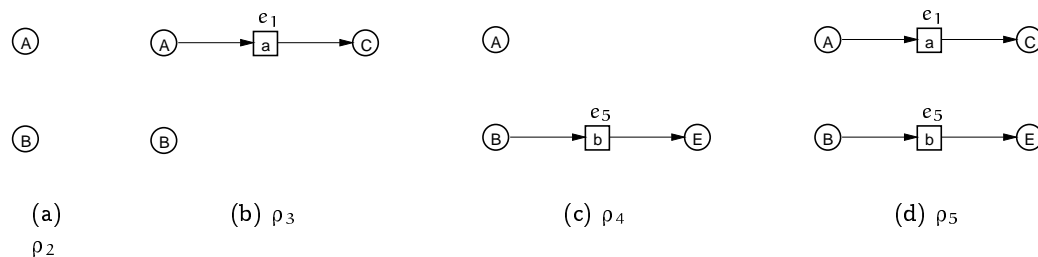 e1 e1
A A a C A A a C
e5 e5
B B B b E B b E
(a) (b) ρ3 (c) ρ4 (d) ρ5
ρ2